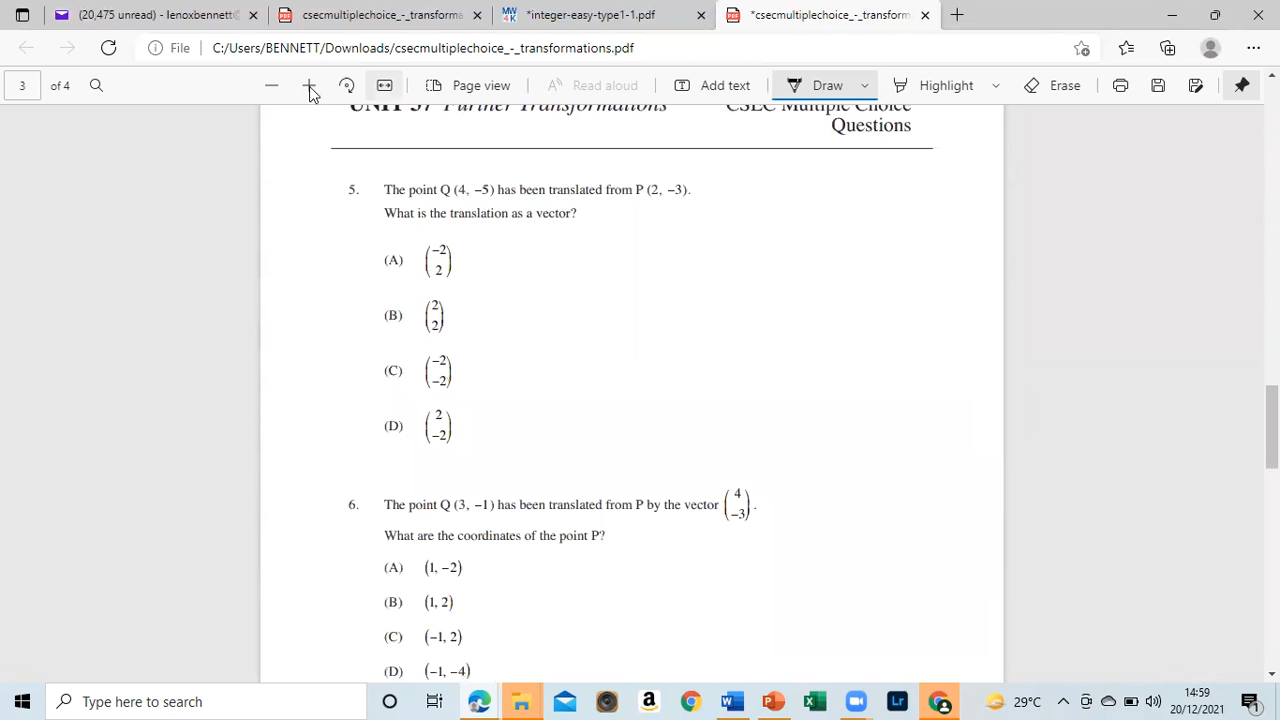 (20,475 unread) - lenoxbennett@
csecmultiplechoice_-_transform
*integer-easy-type1-1.pdf
*csecmultiplechoice_-_transform
File C:/Users/BENNETT/Downloads/csecmultiplechoice_-_transformations.pdf
3 of 4 Page view Read aloud Add text Draw Highlight Erase
UNIT 37 Further Transformations
CSEC Multiple Choice
Questions
5. The point Q (4, −5) has been translated from P (2, −3).
What is the translation as a vector?
(A) (−2
2)
(B) (2
2)
(C) (−2
−2)
(D) (2
−2)
6. The point Q (3, −1) has been translated from P by the vector (4
−3).
What are the coordinates of the point P?
(A) (1, −2)
(B) (1, 2)
(C) (−1, 2)
(D) (−1, −4)
Type here to search
29°C
14:59
20/12/2021